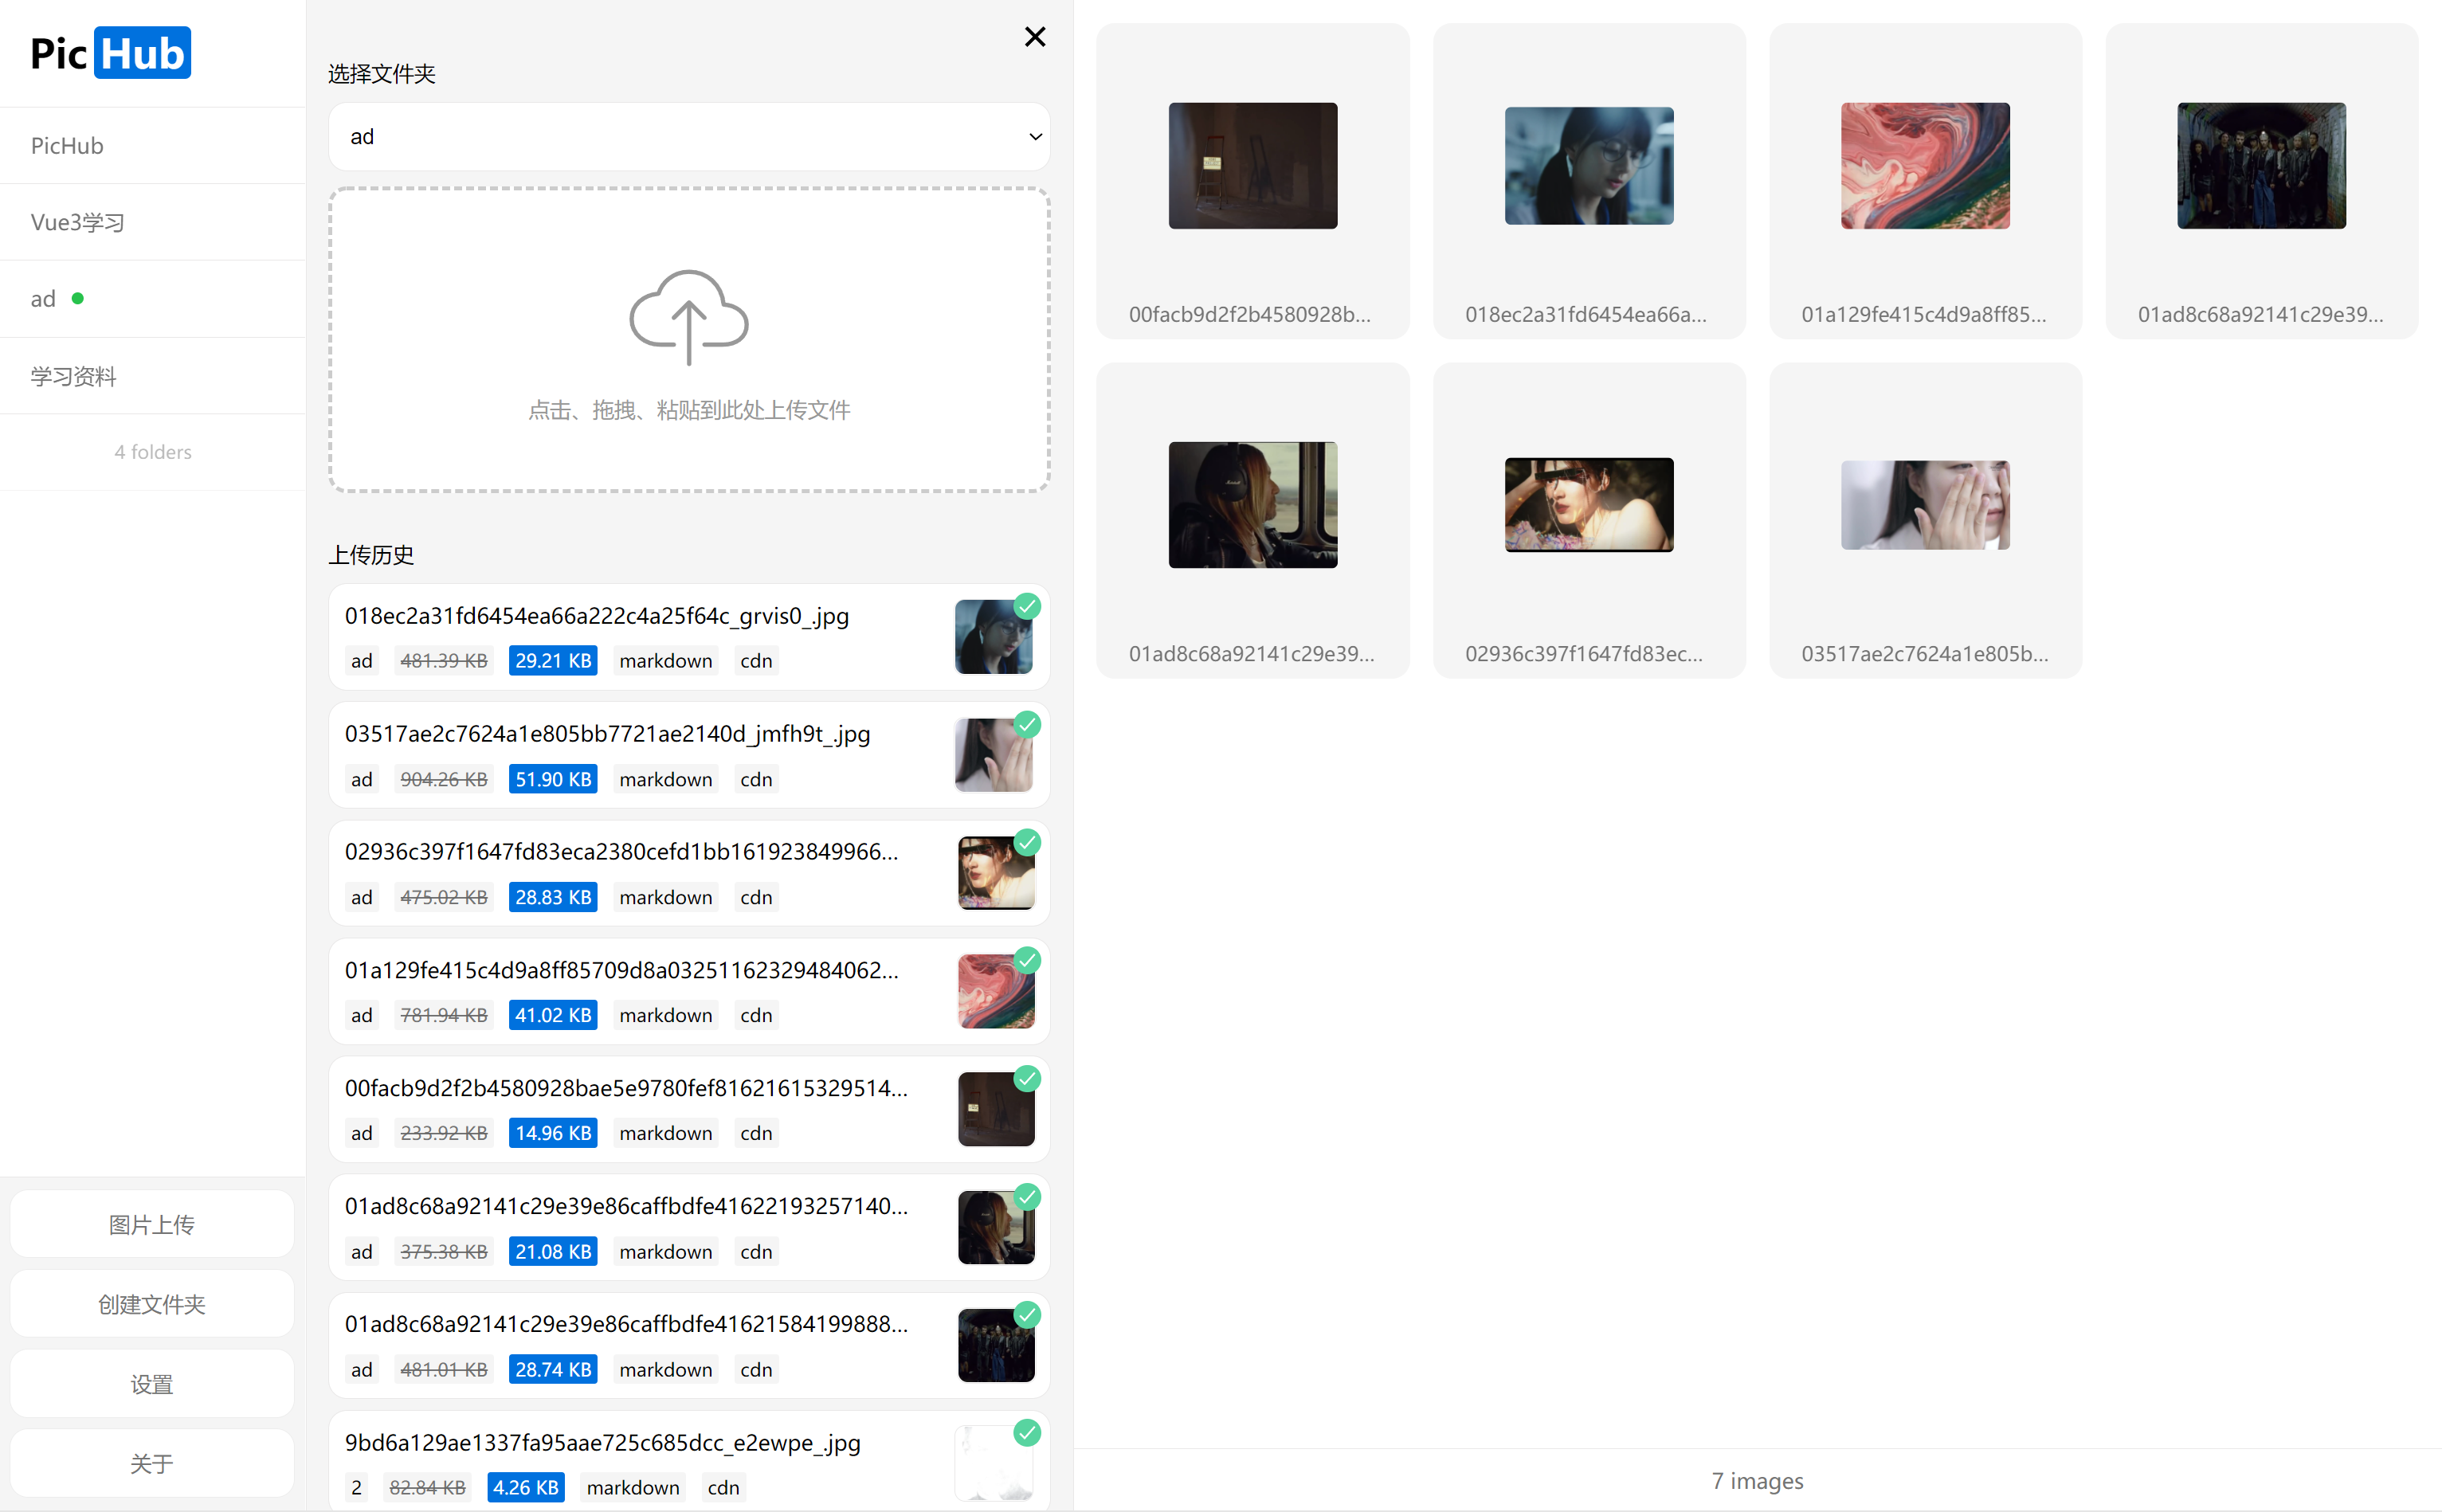 Pic Hub
PicHub
Vue3学习
ad
学习资料
4 folders
图片上传
创建文件夹
设置
关于
选择文件夹
ad
点击、拖拽、粘贴到此处上传文件
上传历史
018ec2a31fd6454ea66a222c4a25f64c_grvis0_.jpg
ad 481.39 KB 29.21 KB markdown cdn
03517ae2c7624a1e805bb7721ae2140d_jmfh9t_.jpg
ad 904.26 KB 51.90 KB markdown cdn
02936c397f1647fd83eca2380cefd1bb161923849966...
ad 475.02 KB 28.83 KB markdown cdn
01a129fe415c4d9a8ff85709d8a03251162329484062...
ad 781.94 KB 41.02 KB markdown cdn
00facb9d2f2b4580928bae5e9780fef81621615329514...
ad 233.92 KB 14.96 KB markdown cdn
01ad8c68a92141c29e39e86caffbdfe41622193257140...
ad 375.38 KB 21.08 KB markdown cdn
01ad8c68a92141c29e39e86caffbdfe41621584199888...
ad 481.01 KB 28.74 KB markdown cdn
9bd6a129ae1337fa95aae725c685dcc_e2ewpe_.jpg
2 82.84 KB 4.26 KB markdown cdn
00facb9d2f2b4580928b...
018ec2a31fd6454ea66a...
01a129fe415c4d9a8ff85...
01ad8c68a92141c29e39...
01ad8c68a92141c29e39...
02936c397f1647fd83ec...
03517ae2c7624a1e805b...
7 images